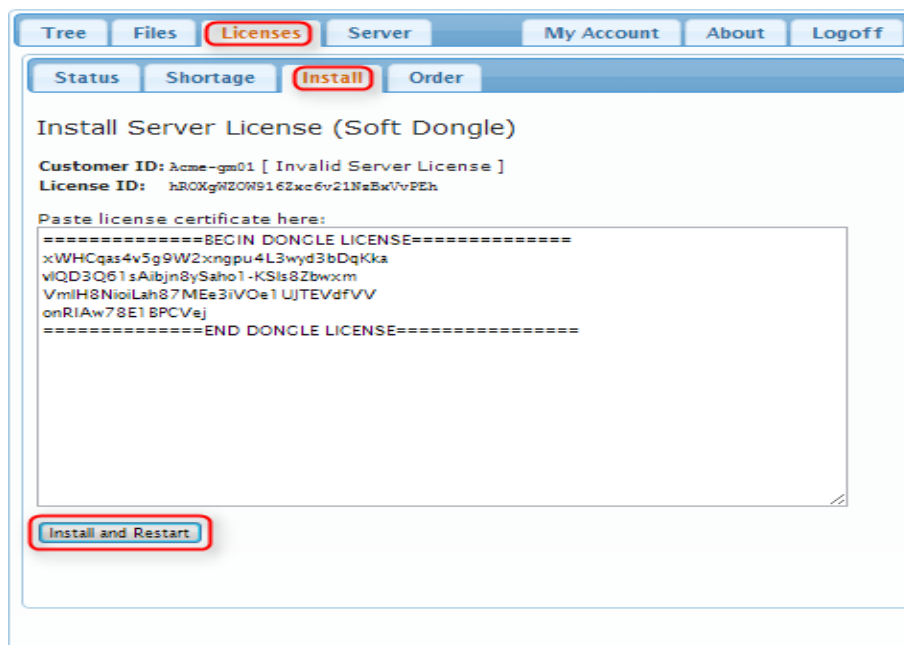 Tree Files Licenses Server My Account About Logoff
Status Shortage Install Order
Install Server License (Soft Dongle)
Customer ID: Acme-gm01 [ Invalid Server License ]
License ID: hROXgWZOW916Zxc6v21NsBxVvPEh
Paste license certificate here:
==============BEGIN DONGLE LICENSE==============
xWHCqas4v5g9W2xngpu4L3wyd3bDqKka
vlQD3Q61sAibjn8ySaho1-KSls8Zbwxm
VmlH8NioiLah87MEe3iVOe1UJTEVdfVV
onRIAw78E1BPCVej
==============END DONGLE LICENSE================
Install and Restart